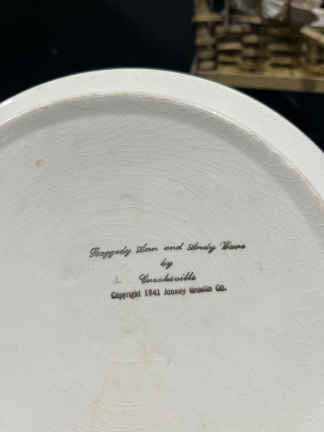 Raggedy Ann and Andy Ware
by
Crooksville
Copyright 1941 Johnny Gruelle Co.